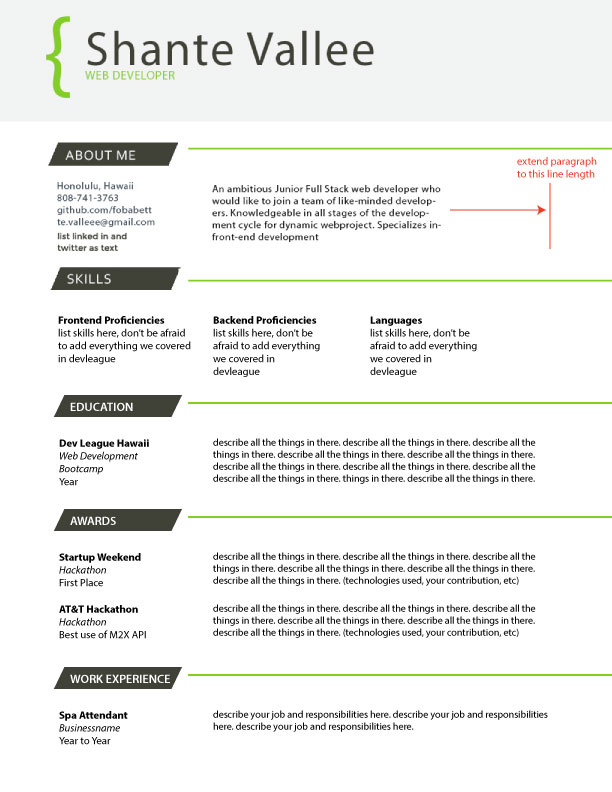 { Shante Vallee
WEB DEVELOPER
ABOUT ME
extend paragraph
to this line length
Honolulu, Hawaii
808-741-3763
github.com/fobabett
te.valleee@gmail.com
list linked in and
twitter as text
An ambitious Junior Full Stack web developer who
would like to join a team of like-minded develop-
ers. Knowledgeable in all stages of the develop-
ment cycle for dynamic webproject. Specializes in-
front-end development
SKILLS
Frontend Proficiencies
list skills here, don't be afraid
to add everything we covered
in devleague
Backend Proficiencies
list skills here, don't be
afraid to add everything
we covered in
devleague
Languages
list skills here, don't be
afraid to add everything
we covered in
devleague
EDUCATION
Dev League Hawaii
Web Development
Bootcamp
Year
describe all the things in there. describe all the things in there. describe all the
things in there. describe all the things in there. describe all the things in there.
describe all the things in there. describe all the things in there. describe all the
things in there. describe all the things in there. describe all the things in there.
AWARDS
Startup Weekend
Hackathon
First Place
describe all the things in there. describe all the things in there. describe all the
things in there. describe all the things in there. describe all the things in there.
describe all the things in there. (technologies used, your contribution, etc)
AT&T Hackathon
Hackathon
Best use of M2X API
describe all the things in there. describe all the things in there. describe all the
things in there. describe all the things in there. describe all the things in there.
describe all the things in there. (technologies used, your contribution, etc)
WORK EXPERIENCE
Spa Attendant
Businessname
Year to Year
describe your job and responsibilities here. describe your job and responsibilities
here. describe your job and responsibilities here.